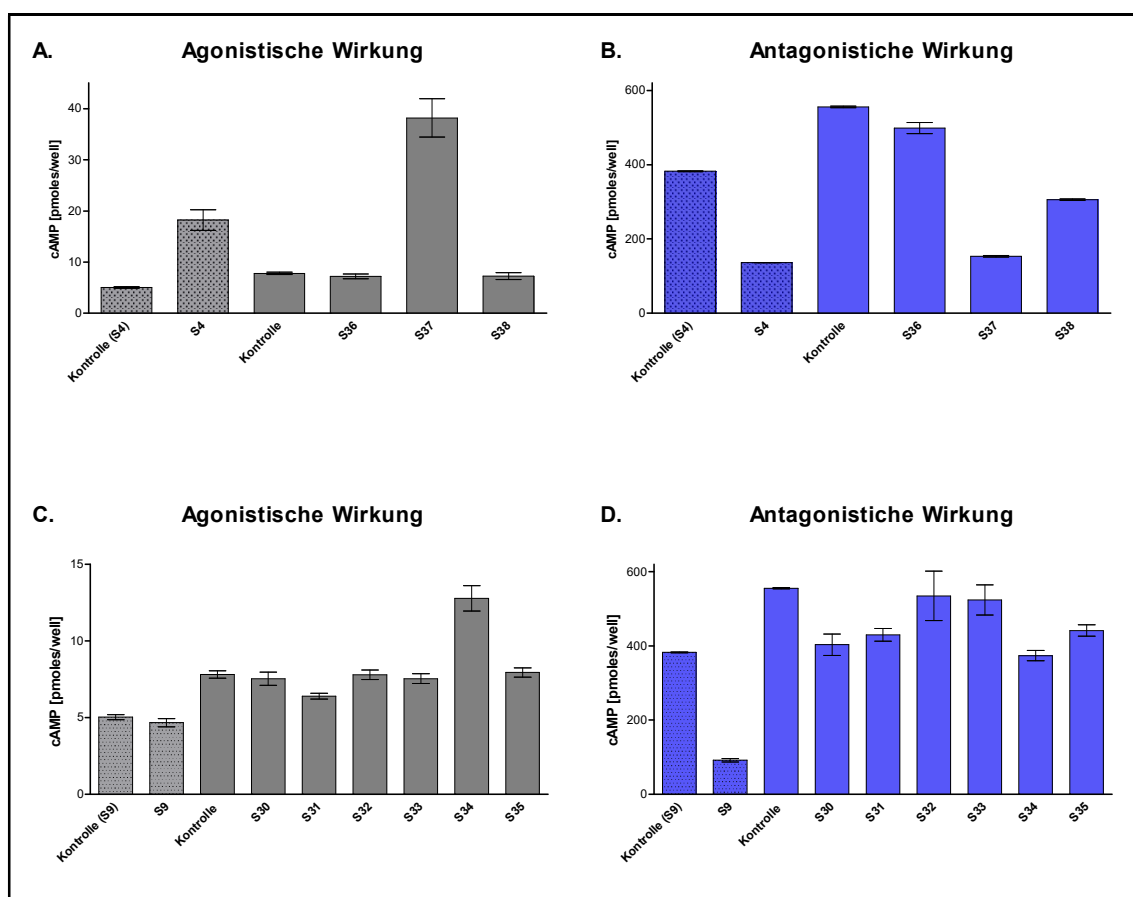 A. Agonistische Wirkung
cAMP [pmoles/well]
40
30
20
10
0
Kontrolle (S4)
S4
Kontrolle
S36
S37
S38
B. Antagonistiche Wirkung
cAMP [pmoles/well]
600
400
200
0
Kontrolle (S4)
S4
Kontrolle
S36
S37
S38
C. Agonistische Wirkung
cAMP [pmoles/well]
15
10
5
0
Kontrolle (S9)
S9
Kontrolle
S30
S31
S32
S33
S34
S35
D. Antagonistiche Wirkung
cAMP [pmoles/well]
600
400
200
0
Kontrolle (S9)
S9
Kontrolle
S30
S31
S32
S33
S34
S35